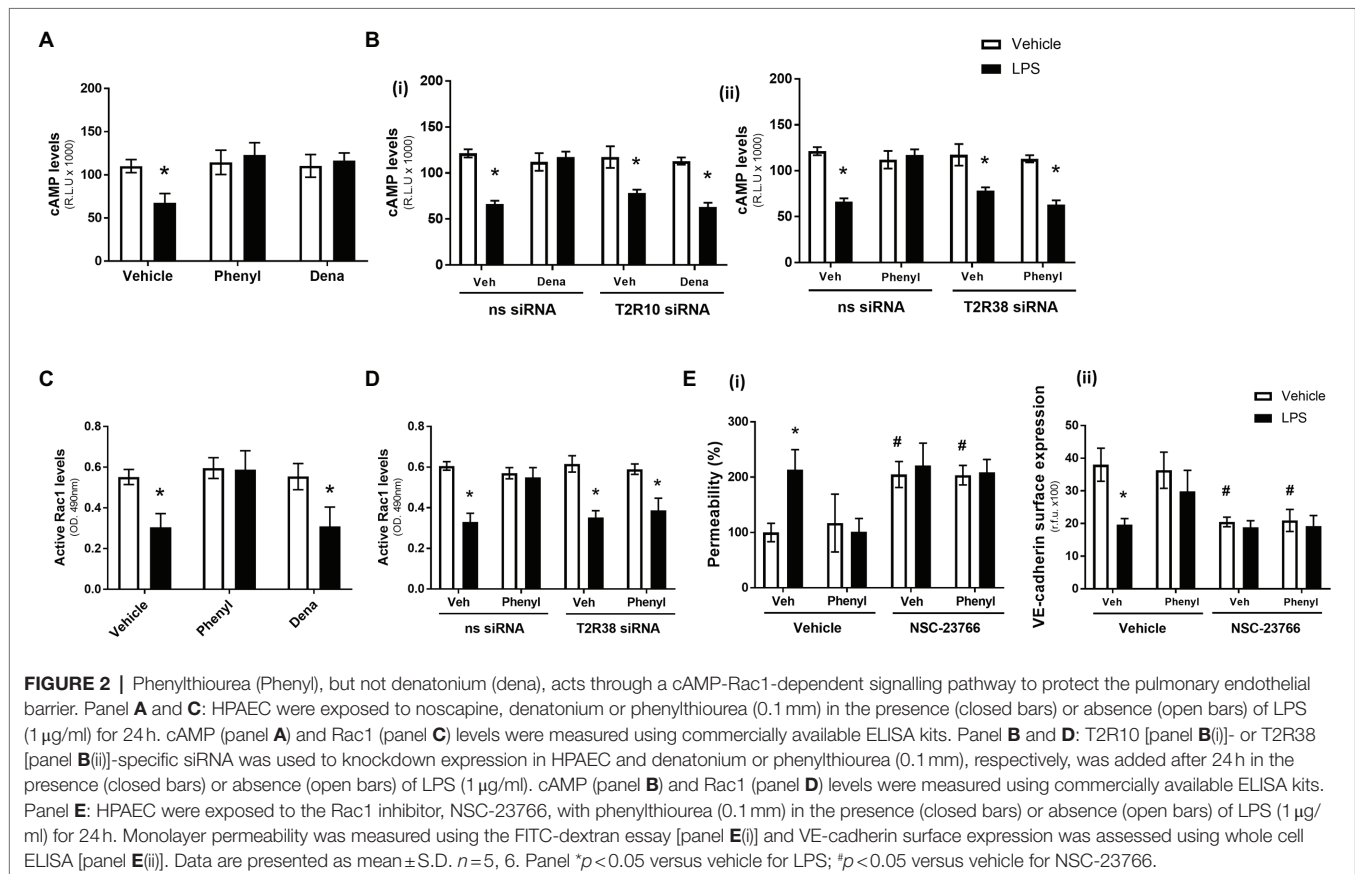 A
B
Vehicle
LPS
(i)
(ii)
cAMP levels
(R.L.U x 1000)
200
150
100
50
0
*
Vehicle
Phenyl
Dena
cAMP levels
(R.L.U x 1000)
200
150
100
50
0
*
*
*
Veh
Dena
Veh
Dena
ns siRNA
T2R10 siRNA
cAMP levels
(R.L.U x 1000)
200
150
100
50
0
*
*
*
Veh
Phenyl
Veh
Phenyl
ns siRNA
T2R38 siRNA
C
Active Rac1 levels
(OD. 490nm)
0.8
0.6
0.4
0.2
0.0
*
*
Vehicle
Phenyl
Dena
D
Active Rac1 levels
(OD. 490nm)
0.8
0.6
0.4
0.2
0.0
*
*
*
Veh
Phenyl
Veh
Phenyl
ns siRNA
T2R38 siRNA
E
(i)
Permeability (%)
300
200
100
0
*
#
#
Veh
Phenyl
Veh
Phenyl
Vehicle
NSC-23766
(ii)
Vehicle
LPS
VE-cadherin surface expression
(r.f.u. x100)
50
40
30
20
10
0
*
#
#
Veh
Phenyl
Veh
Phenyl
Vehicle
NSC-23766
FIGURE 2 | Phenylthiourea (Phenyl), but not denatonium (dena), acts through a cAMP-Rac1-dependent signalling pathway to protect the pulmonary endothelial
barrier. Panel A and C: HPAEC were exposed to noscapine, denatonium or phenylthiourea (0.1 mm) in the presence (closed bars) or absence (open bars) of LPS
(1 μg/ml) for 24 h. cAMP (panel A) and Rac1 (panel C) levels were measured using commercially available ELISA kits. Panel B and D: T2R10 [panel B(i)]- or T2R38
[panel B(ii)]-specific siRNA was used to knockdown expression in HPAEC and denatonium or phenylthiourea (0.1 mm), respectively, was added after 24 h in the
presence (closed bars) or absence (open bars) of LPS (1 μg/ml). cAMP (panel B) and Rac1 (panel D) levels were measured using commercially available ELISA kits.
Panel E: HPAEC were exposed to the Rac1 inhibitor, NSC-23766, with phenylthiourea (0.1 mm) in the presence (closed bars) or absence (open bars) of LPS (1 μg/
ml) for 24 h. Monolayer permeability was measured using the FITC-dextran essay [panel E(i)] and VE-cadherin surface expression was assessed using whole cell
ELISA [panel E(ii)]. Data are presented as mean ± S.D. n = 5, 6. Panel *p < 0.05 versus vehicle for LPS; #p < 0.05 versus vehicle for NSC-23766.